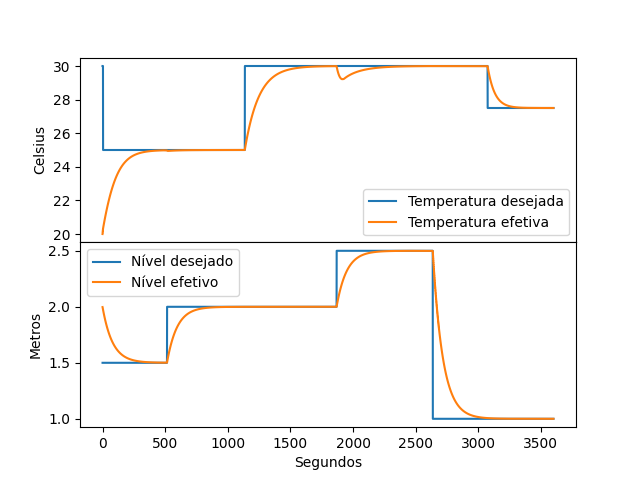 30
28
26
24
22
20
Celsius
Temperatura desejada
Temperatura efetiva
2.5
2.0
1.5
1.0
Metros
Nível desejado
Nível efetivo
0 500 1000 1500 2000 2500 3000 3500
Segundos